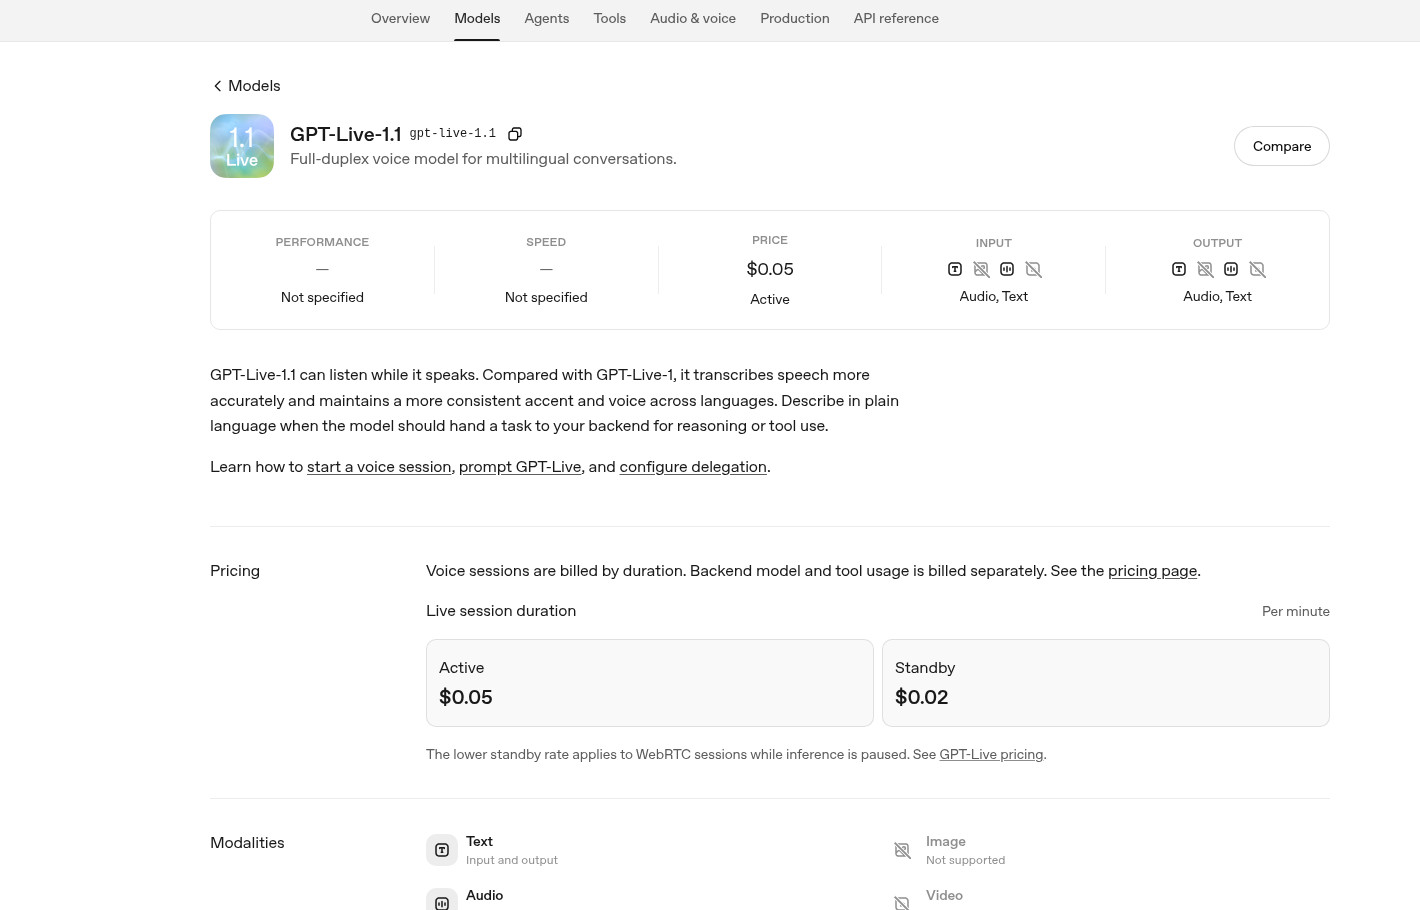 Overview Models Agents Tools Audio & voice Production API reference
Models
1.1
Live
GPT-Live-1.1 gpt-live-1.1
Full-duplex voice model for multilingual conversations.
Compare
PERFORMANCE
—
Not specified
SPEED
—
Not specified
PRICE
$0.05
Active
INPUT
Audio, Text
OUTPUT
Audio, Text
GPT-Live-1.1 can listen while it speaks. Compared with GPT-Live-1, it transcribes speech more
accurately and maintains a more consistent accent and voice across languages. Describe in plain
language when the model should hand a task to your backend for reasoning or tool use.
Learn how to start a voice session, prompt GPT-Live, and configure delegation.
Pricing
Voice sessions are billed by duration. Backend model and tool usage is billed separately. See the pricing page.
Live session duration Per minute
Active
$0.05
Standby
$0.02
The lower standby rate applies to WebRTC sessions while inference is paused. See GPT-Live pricing.
Modalities
Text
Input and output
Image
Not supported
Audio
Video